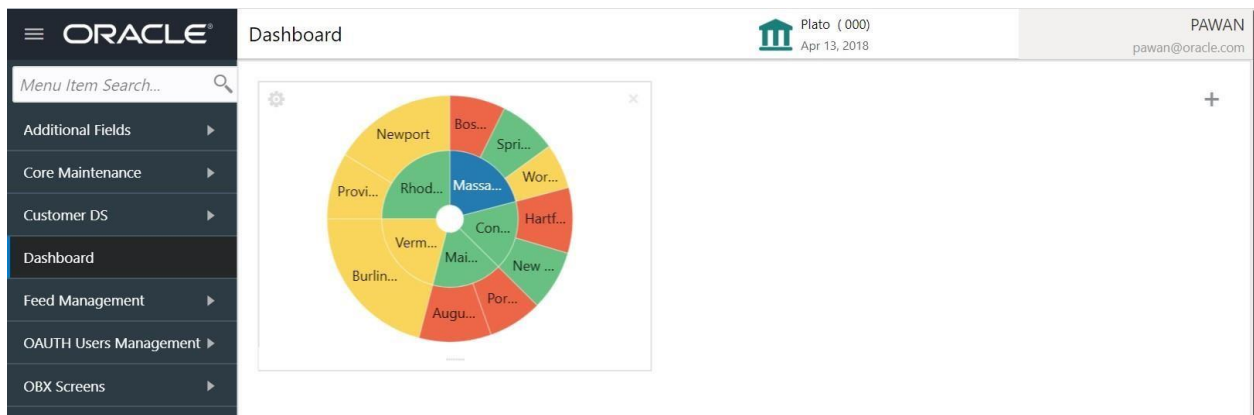 ORACLE®
Dashboard
Plato ( 000)
Apr 13, 2018
PAWAN
pawan@oracle.com
Menu Item Search...
Additional Fields
Core Maintenance
Customer DS
Dashboard
Feed Management
OAUTH Users Management
OBX Screens
Newport
Bos...
Spri...
Wor...
Provi...
Rhod...
Massa...
Hartf...
Con...
Verm...
Mai...
New ...
Burlin...
Por...
Augu...